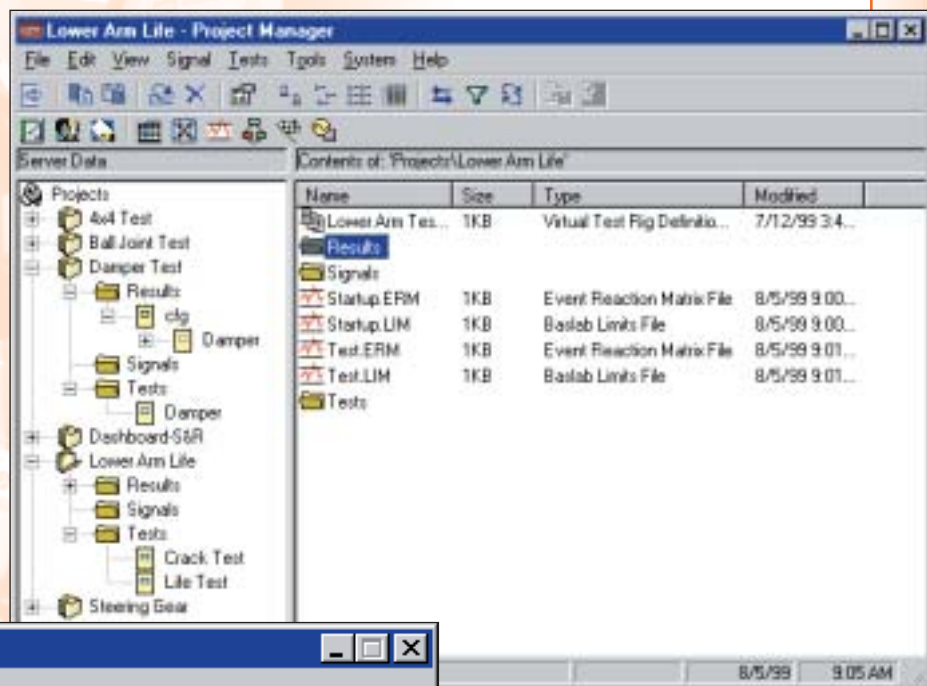 Lower Arm Life - Project Manager
File Edit View Signal Tests Tools System Help
Server Data
Contents of: 'Projects\Lower Arm Life'
Projects
4x4 Test
Ball Joint Test
Damper Test
Results
cfg
Damper
Signals
Tests
Damper
Dashboard-S&R
Lower Arm Life
Results
Signals
Tests
Crack Test
Life Test
Steering Gear
Name Size Type Modified
Lower Arm Tes... 1KB Virtual Test Rig Definitio... 7/12/99 3:4...
Results
Signals
Startup.ERM 1KB Event Reaction Matrix File 8/5/99 9:00...
Startup.LIM 1KB Baslab Limits File 8/5/99 9:00...
Test.ERM 1KB Event Reaction Matrix File 8/5/99 9:01...
Test.LIM 1KB Baslab Limits File 8/5/99 9:01...
Tests
8/5/99 9:05 AM